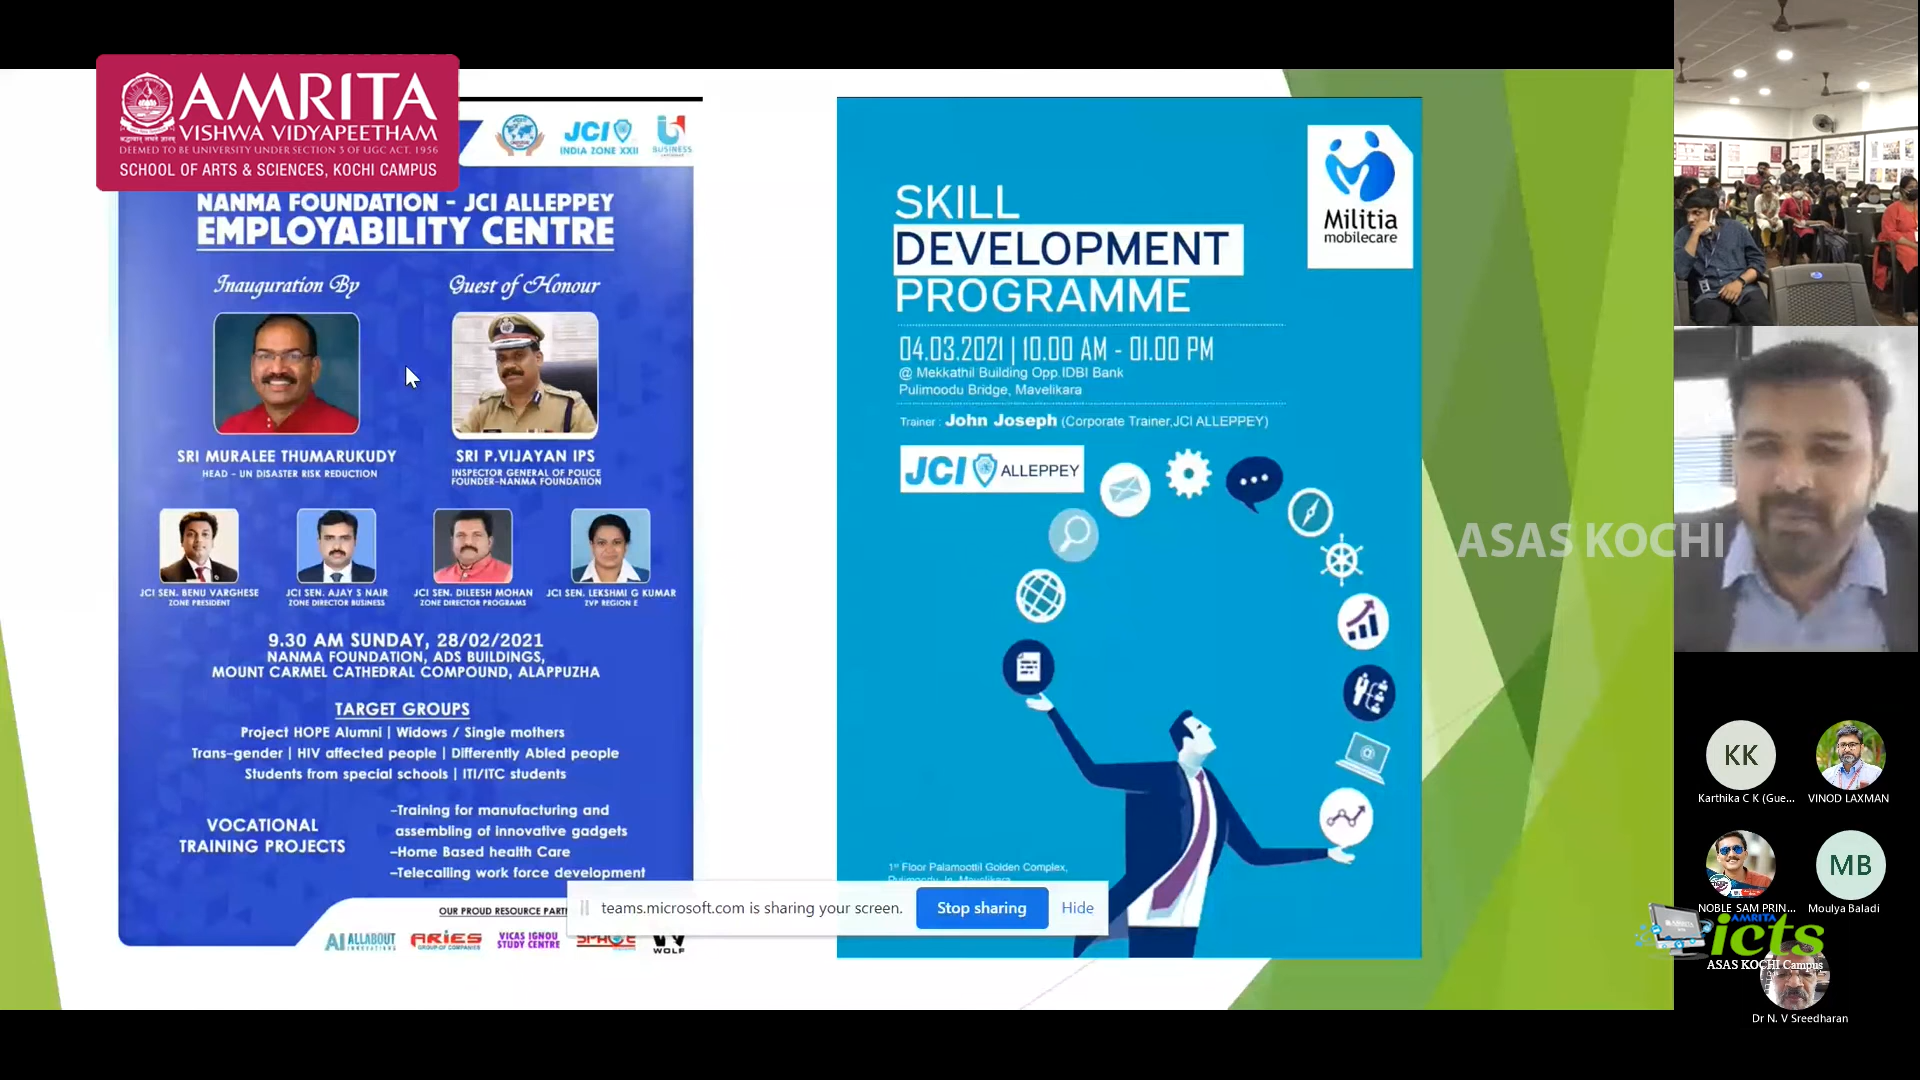 AMRITA
VISHWA VIDYAPEETHAM
DEEMED TO BE UNIVERSITY UNDER SECTION 3 OF UGC ACT, 1956
SCHOOL OF ARTS & SCIENCES, KOCHI CAMPUS
JCI
INDIA ZONE XXII
BUSINESS
NANMA FOUNDATION - JCI ALLEPPEY
EMPLOYABILITY CENTRE
Inauguration By
Guest of Honour
SRI MURALEE THUMARUKUDY
HEAD - UN DISASTER RISK REDUCTION
SRI P.VIJAYAN IPS
INSPECTOR GENERAL OF POLICE
FOUNDER-NANMA FOUNDATION
JCI SEN. BENU VARGHESE
ZONE PRESIDENT
JCI SEN. AJAY S NAIR
ZONE DIRECTOR BUSINESS
JCI SEN. DILEESH MOHAN
ZONE DIRECTOR PROGRAMS
JCI SEN. LEKSHMI G KUMAR
ZVP REGION E
9.30 AM SUNDAY, 28/02/2021
NANMA FOUNDATION, ADS BUILDINGS,
MOUNT CARMEL CATHEDRAL COMPOUND, ALAPPUZHA
TARGET GROUPS
Project HOPE Alumni | Widows / Single mothers
Trans-gender | HIV affected people | Differently Abled people
Students from special schools | ITI/ITC students
VOCATIONAL
TRAINING PROJECTS
-Training for manufacturing and
assembling of innovative gadgets
-Home Based health Care
-Telecalling work force development
OUR PROUD RESOURCE
AI ALLABOUT
INNOVATIONS
ARIES
GROUP OF COMPANIES
VICAS IGNOU
STUDY CENTRE
SPACE
WOLF
SKILL
DEVELOPMENT
PROGRAMME
04.03.2021 | 10.00 AM - 01.00 PM
@ Mekkathil Building Opp.IDBI Bank
Pulimoodu Bridge, Mavelikara
Trainer : John Joseph (Corporate Trainer,JCI ALLEPPEY)
JCI ALLEPPEY
Militia
mobilecare
1st Floor Palamoottil Golden Complex,
teams.microsoft.com is sharing your screen.
Stop sharing
Hide
ASAS KOCHI
KK
Karthika C K (Gue...
VINOD LAXMAN
NOBLE SAM PRIN...
MB
Moulya Baladi
AMRITA
icts
ASAS KOCHI Campus
Dr N. V Sreedharan